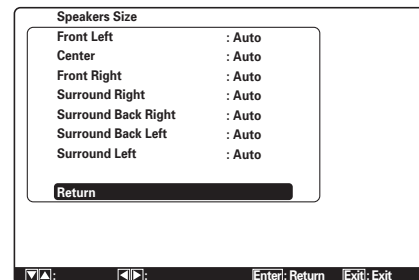 Speakers Size
Front Left : Auto
Center : Auto
Front Right : Auto
Surround Right : Auto
Surround Back Right : Auto
Surround Back Left : Auto
Surround Left : Auto
Return
▼▲: ◀▶: Enter: Return Exit: Exit